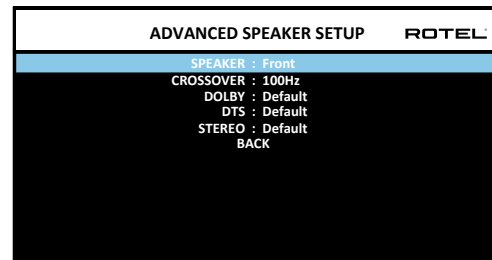 ADVANCED SPEAKER SETUP ROTEL
SPEAKER : Front
CROSSOVER : 100Hz
DOLBY : Default
DTS : Default
STEREO : Default
BACK